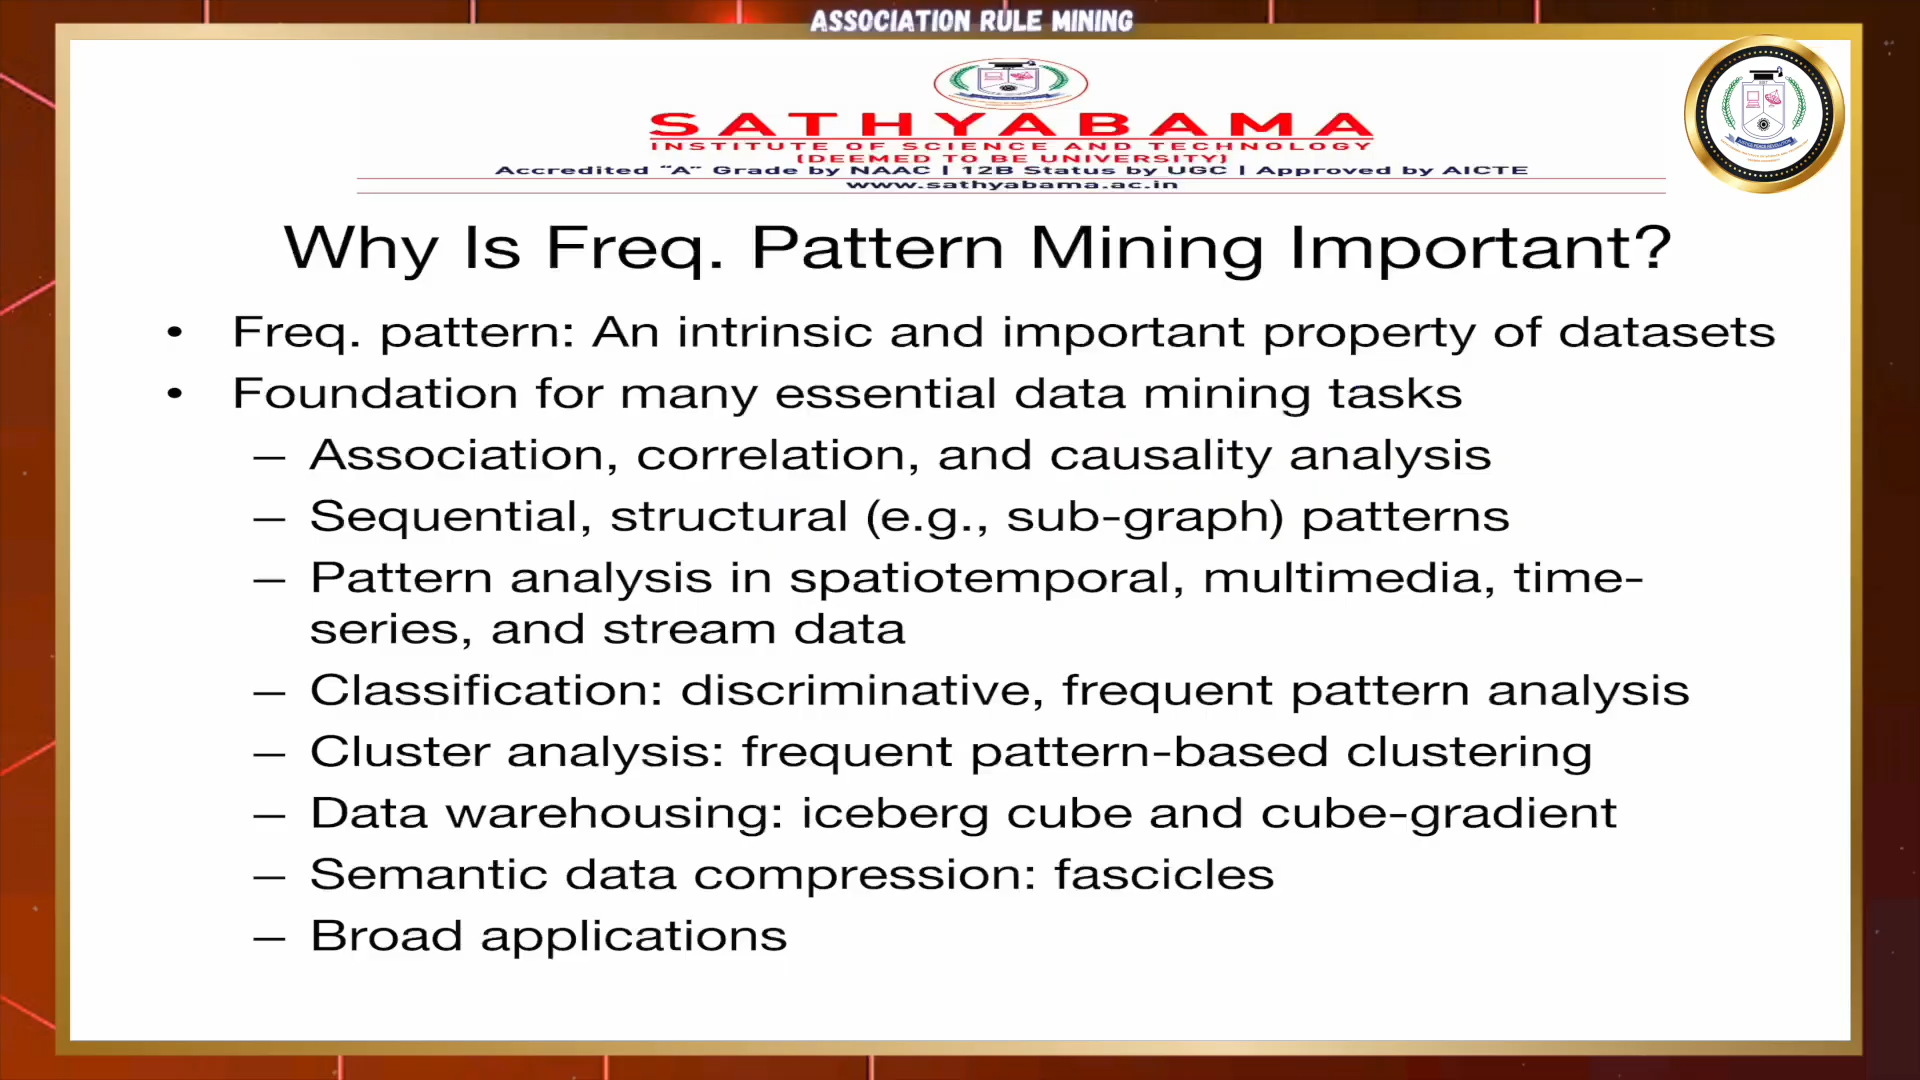 ASSOCIATION RULE MINING
SATHYABAMA
INSTITUTE OF SCIENCE AND TECHNOLOGY
(DEEMED TO BE UNIVERSITY)
Accredited “A” Grade by NAAC | 12B Status by UGC | Approved by AICTE
www.sathyabama.ac.in
Why Is Freq. Pattern Mining Important?
• Freq. pattern: An intrinsic and important property of datasets
• Foundation for many essential data mining tasks
– Association, correlation, and causality analysis
– Sequential, structural (e.g., sub-graph) patterns
– Pattern analysis in spatiotemporal, multimedia, time-
series, and stream data
– Classification: discriminative, frequent pattern analysis
– Cluster analysis: frequent pattern-based clustering
– Data warehousing: iceberg cube and cube-gradient
– Semantic data compression: fascicles
– Broad applications